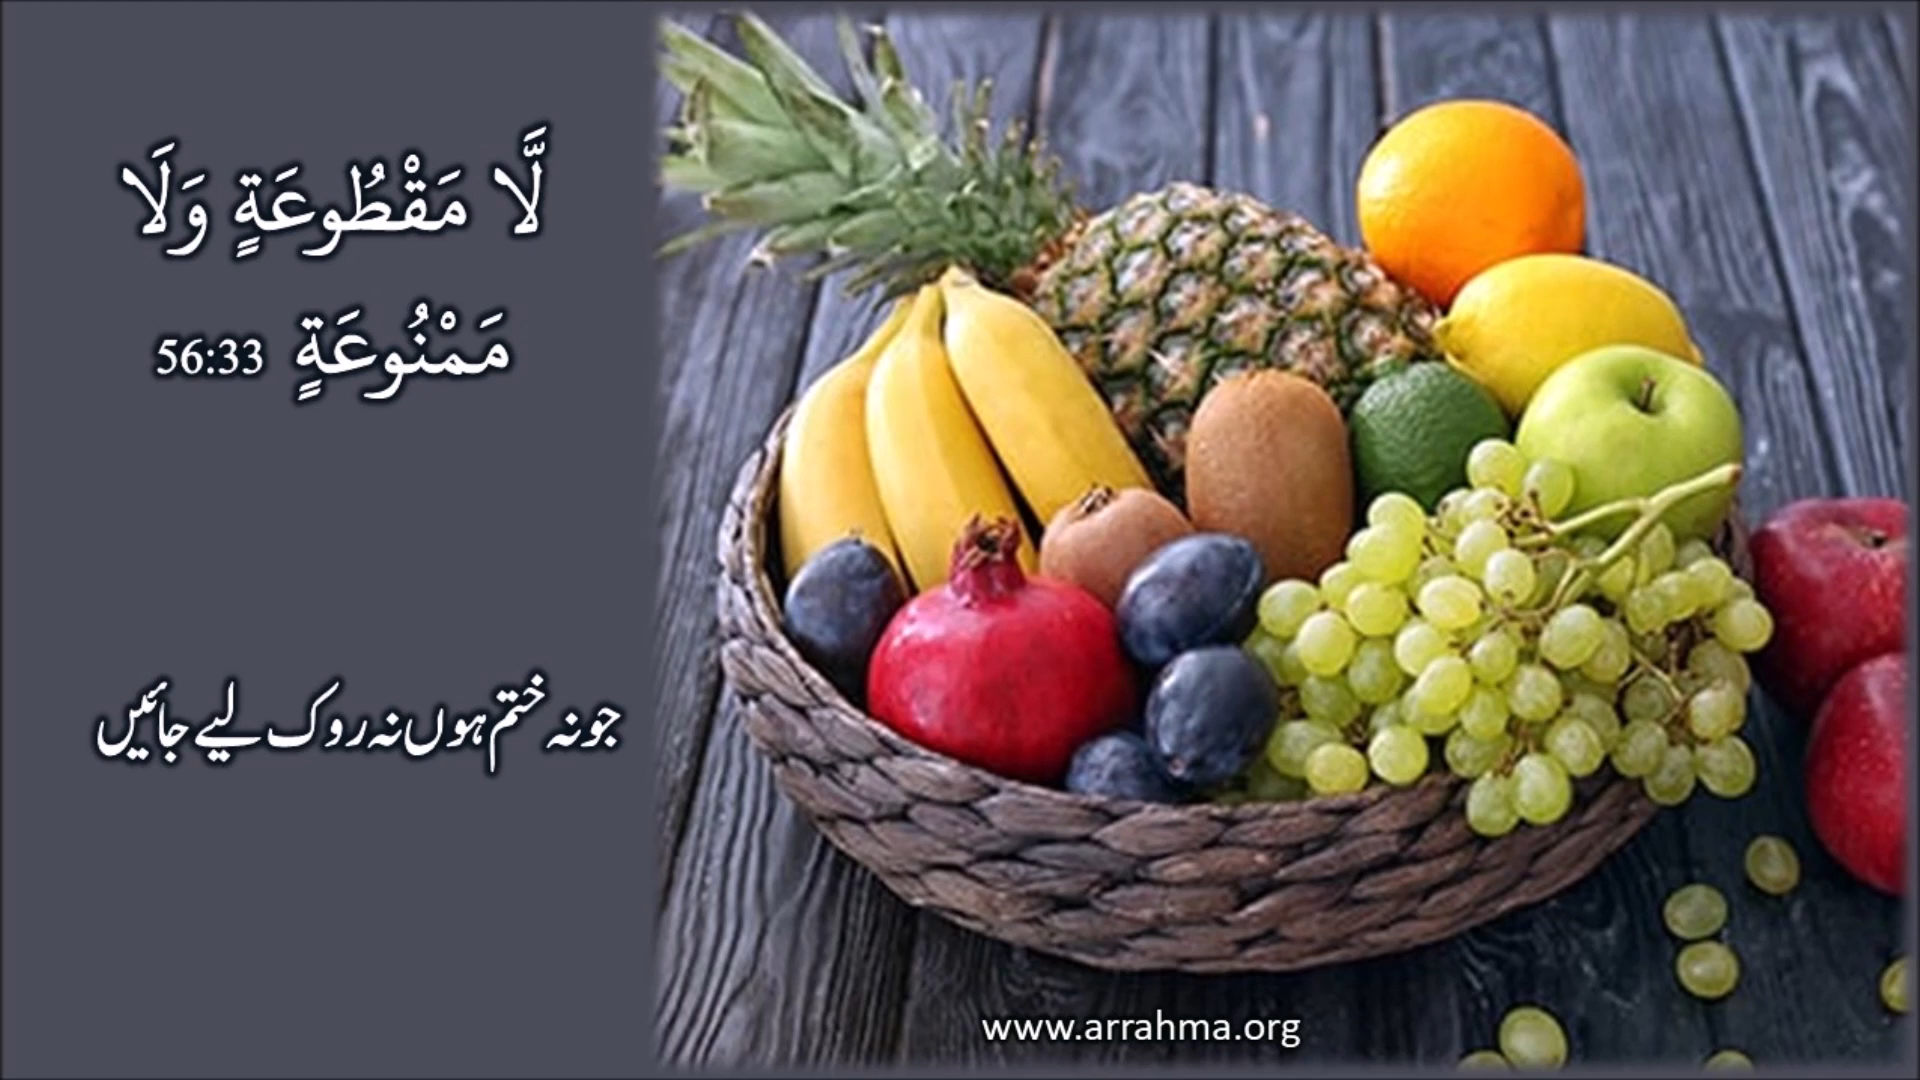 لَّا مَقْطُوعَةٍ وَلَا
مَمْنُوعَةٍ 56:33
جو نہ ختم ہوں نہ روک لیے جائیں
www.arrahma.org